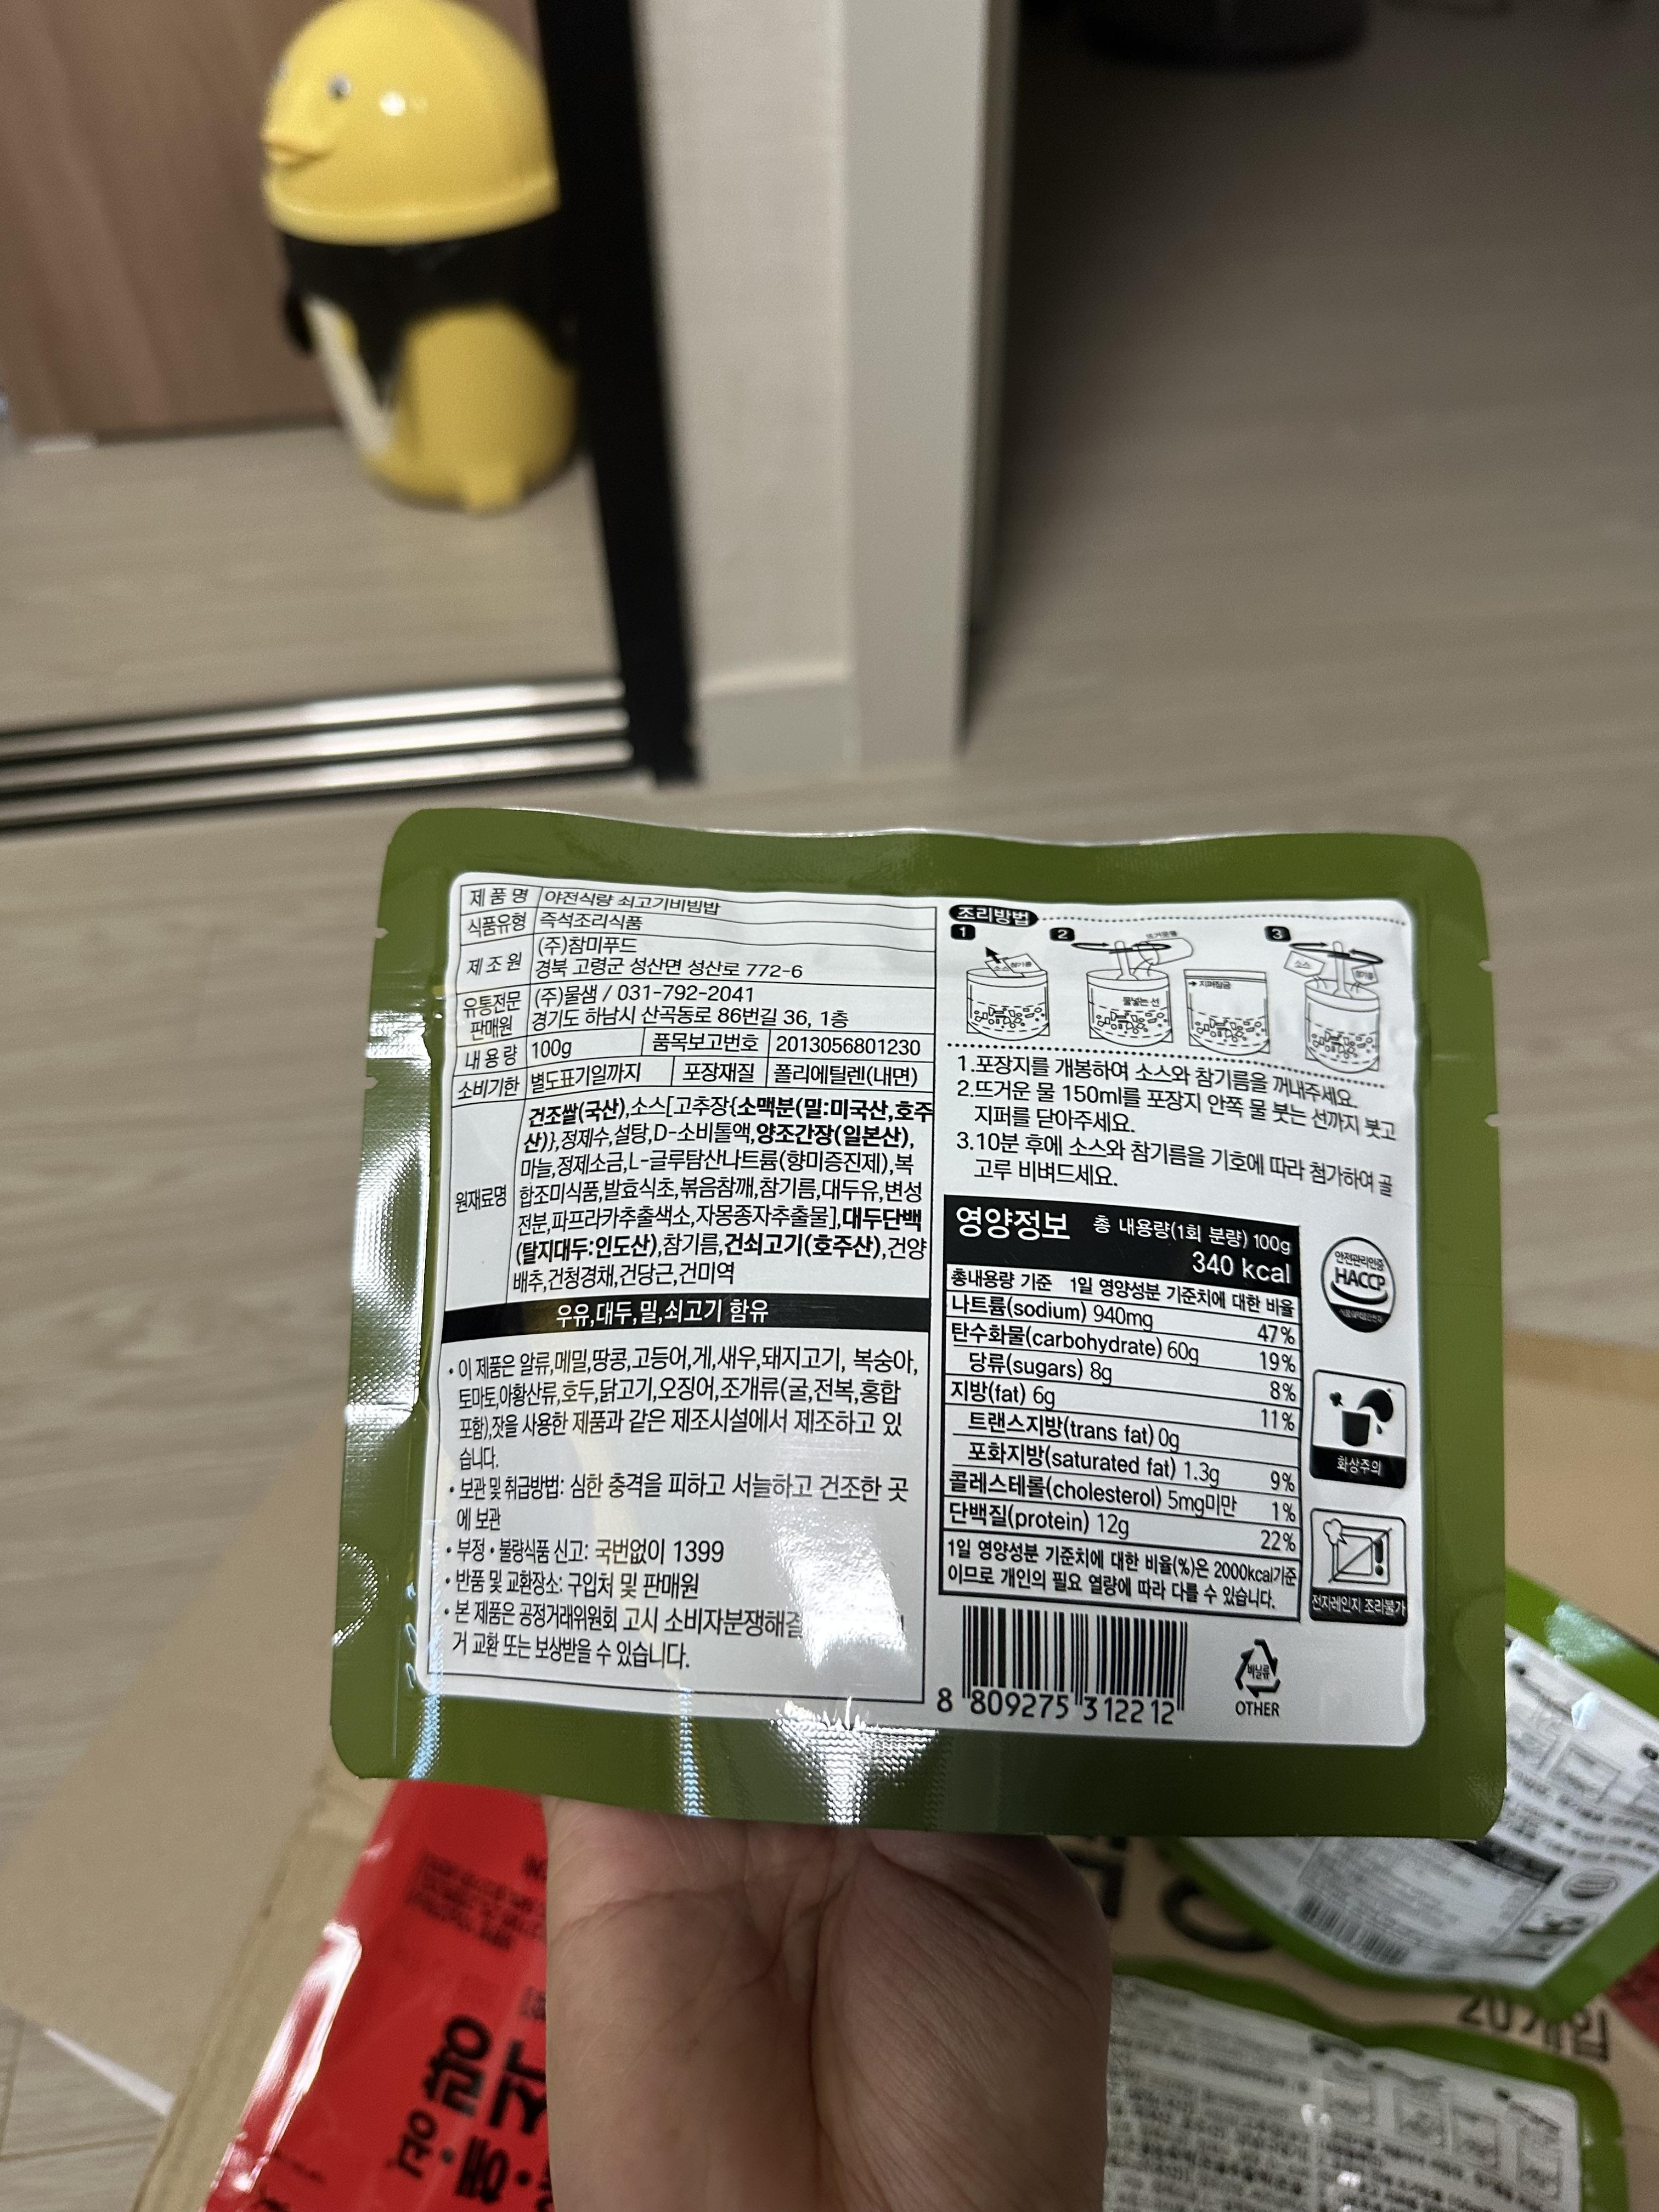 제품명 야전식량 쇠고기비빔밥
식품유형 즉석조리식품
제조원 (주)참미푸드
경북 고령군 성산면 성산로 772-6
유통전문판매원 (주)물샘 / 031-792-2041
경기도 하남시 산곡동로 86번길 36, 1층
내용량 100g 품목보고번호 2013056801230
소비기한 별도표기일까지 포장재질 폴리에틸렌(내면)
원재료명
건조쌀(국산),소스[고추장{소맥분(밀:미국산,호주
산)},정제수,설탕,D-소비톨액,양조간장(일본산),
마늘,정제소금,L-글루탐산나트륨(향미증진제),복
합조미식품,발효식초,볶음참깨,참기름,대두유,변성
전분,파프리카추출색소,자몽종자추출물],대두단백
(탈지대두:인도산),참기름,건쇠고기(호주산),건양
배추,건청경채,건당근,건미역
우유,대두,밀,쇠고기 함유
• 이 제품은 알류,메밀,땅콩,고등어,게,새우,돼지고기, 복숭아,
토마토,아황산류,호두,닭고기,오징어,조개류(굴,전복,홍합
포함),잣을 사용한 제품과 같은 제조시설에서 제조하고 있
습니다.
• 보관 및 취급방법: 심한 충격을 피하고 서늘하고 건조한 곳
에 보관
• 부정•불량식품 신고: 국번없이 1399
• 반품 및 교환장소: 구입처 및 판매원
• 본 제품은 공정거래위원회 고시 소비자분쟁해결
거 교환 또는 보상받을 수 있습니다.
조리방법
1 2 3
소스 참기름
뜨거운물
물넣는 선
→ 지퍼잠금
소스 참기름
1.포장지를 개봉하여 소스와 참기름을 꺼내주세요.
2.뜨거운 물 150ml를 포장지 안쪽 물 붓는 선까지 붓고
지퍼를 닫아주세요.
3.10분 후에 소스와 참기름을 기호에 따라 첨가하여 골
고루 비벼드세요.
영양정보 총 내용량(1회 분량) 100g
340 kcal
총내용량 기준 1일 영양성분 기준치에 대한 비율
나트륨(sodium) 940mg 47%
탄수화물(carbohydrate) 60g 19%
당류(sugars) 8g 8%
지방(fat) 6g 11%
트랜스지방(trans fat) 0g
포화지방(saturated fat) 1.3g 9%
콜레스테롤(cholesterol) 5mg미만 1%
단백질(protein) 12g 22%
1일 영양성분 기준치에 대한 비율(%)은 2000kcal기준
이므로 개인의 필요 열량에 따라 다를 수 있습니다.
안전관리인증
HACCP
화상주의
전자레인지 조리불가
8 809275 312212
비닐류
OTHER
20개입